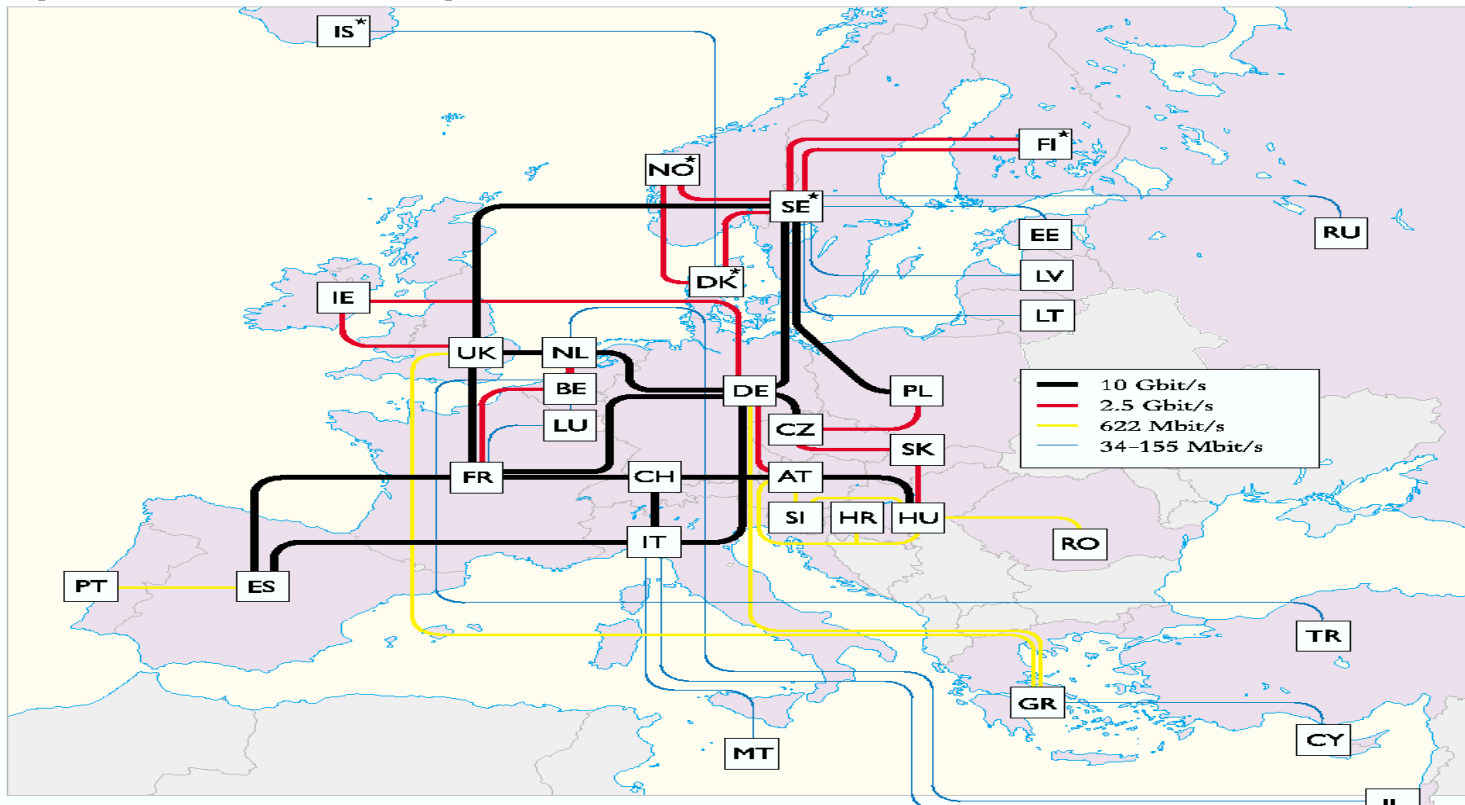 IS*
FI*
NO*
SE*
EE
RU
DK*
LV
IE
LT
UK
NL
BE
DE
PL
10 Gbit/s
2.5 Gbit/s
622 Mbit/s
34–155 Mbit/s
LU
CZ
SK
FR
CH
AT
SI
HR
HU
IT
RO
PT
ES
TR
GR
CY
MT